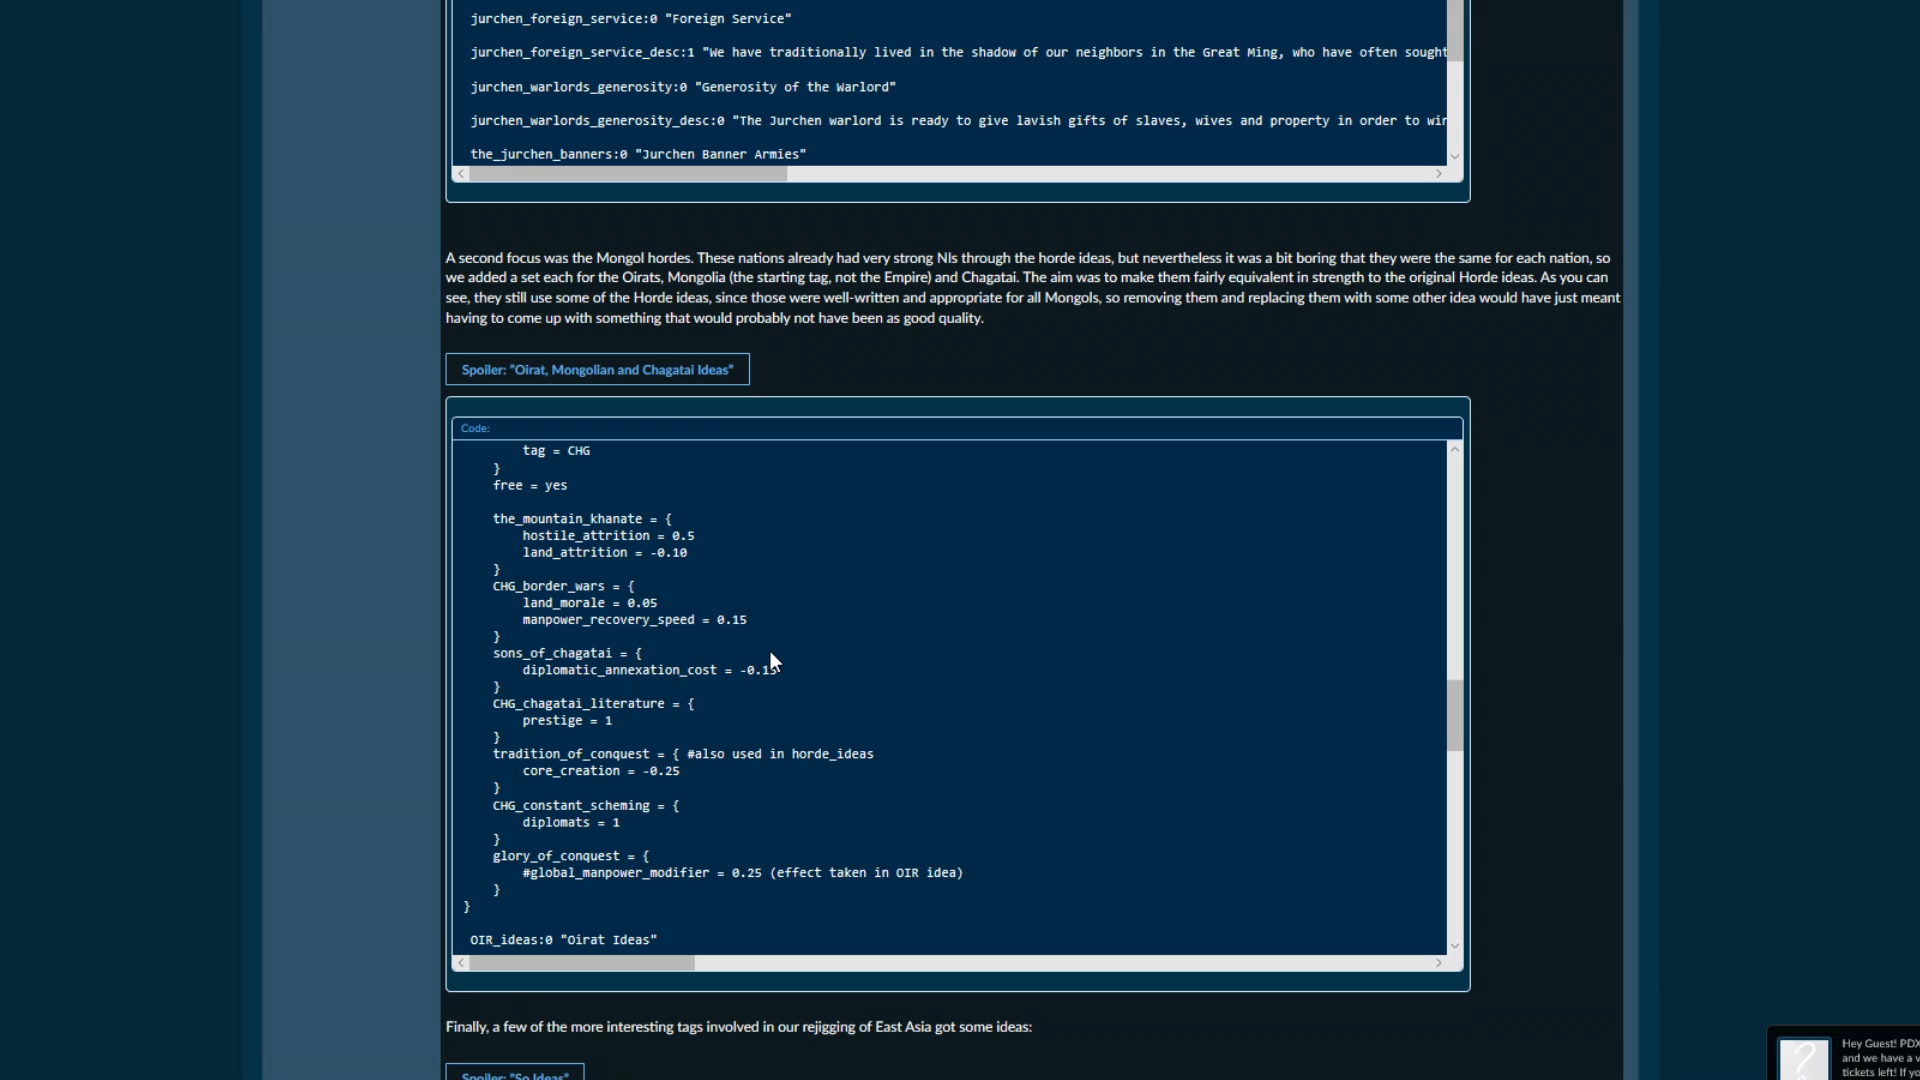 jurchen_foreign_service:0 "Foreign Service"
jurchen_foreign_service_desc:1 "We have traditionally lived in the shadow of our neighbors in the Great Ming, who have often sought
jurchen_warlords_generosity:0 "Generosity of the Warlord"
jurchen_warlords_generosity_desc:0 "The Jurchen warlord is ready to give lavish gifts of slaves, wives and property in order to win
the_jurchen_banners:0 "Jurchen Banner Armies"
A second focus was the Mongol hordes. These nations already had very strong NIs through the horde ideas, but nevertheless it was a bit boring that they were the same for each nation, so
we added a set each for the Oirats, Mongolia (the starting tag, not the Empire) and Chagatai. The aim was to make them fairly equivalent in strength to the original Horde ideas. As you can
see, they still use some of the Horde ideas, since those were well-written and appropriate for all Mongols, so removing them and replacing them with some other idea would have just meant
having to come up with something that would probably not have been as good quality.
Spoiler: "Oirat, Mongolian and Chagatai Ideas"
Code:
tag = CHG
}
free = yes
the_mountain_khanate = {
hostile_attrition = 0.5
land_attrition = -0.10
}
CHG_border_wars = {
land_morale = 0.05
manpower_recovery_speed = 0.15
}
sons_of_chagatai = {
diplomatic_annexation_cost = -0.15
}
CHG_chagatai_literature = {
prestige = 1
}
tradition_of_conquest = { #also used in horde_ideas
core_creation = -0.25
}
CHG_constant_scheming = {
diplomats = 1
}
glory_of_conquest = {
#global_manpower_modifier = 0.25 (effect taken in OIR idea)
}
}
OIR_ideas:0 "Oirat Ideas"
Finally, a few of the more interesting tags involved in our rejigging of East Asia got some ideas:
Spoiler: "So Ideas"
Hey Guest! PDX
and we have a v
tickets left! If yo